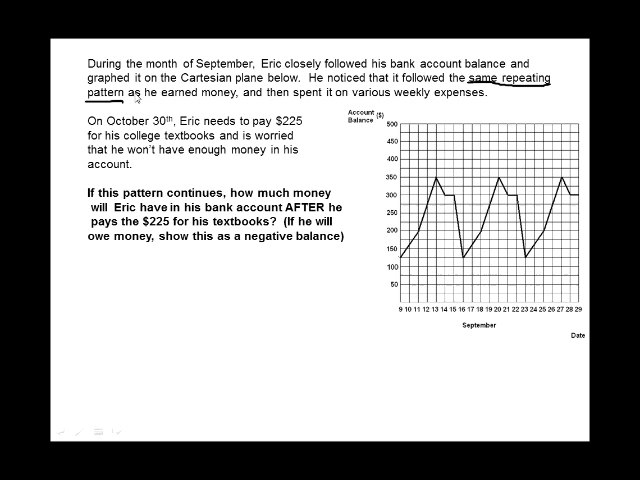 During the month of September, Eric closely followed his bank account balance and
graphed it on the Cartesian plane below. He noticed that it followed the same repeating
pattern as he earned money, and then spent it on various weekly expenses.
On October 30th, Eric needs to pay $225
for his college textbooks and is worried
that he won't have enough money in his
account.
If this pattern continues, how much money
will Eric have in his bank account AFTER he
pays the $225 for his textbooks? (If he will
owe money, show this as a negative balance)
Account
Balance ($)
500
450
400
350
300
250
200
150
100
50
9 10 11 12 13 14 15 16 17 18 19 20 21 22 23 24 25 26 27 28 29
September
Date